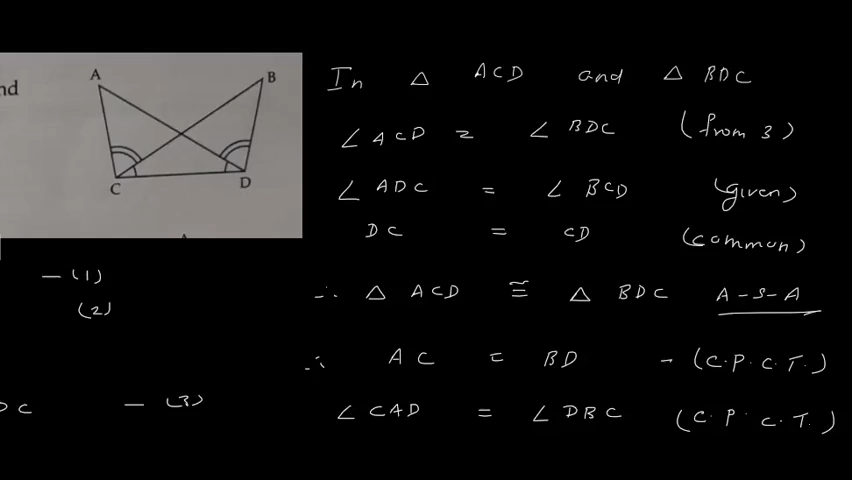 nd
A
B
C
D
In △ ACD and △ BDC
∠ACD = ∠BDC (from 3)
∠ADC = ∠BCD (given)
DC = CD (common)
∴ △ ACD ≅ △ BDC A-S-A
∴ AC = BD - (C.P.C.T.)
∠CAD = ∠DBC (C.P.C.T.)
— (1)
(2)
DC — (3)